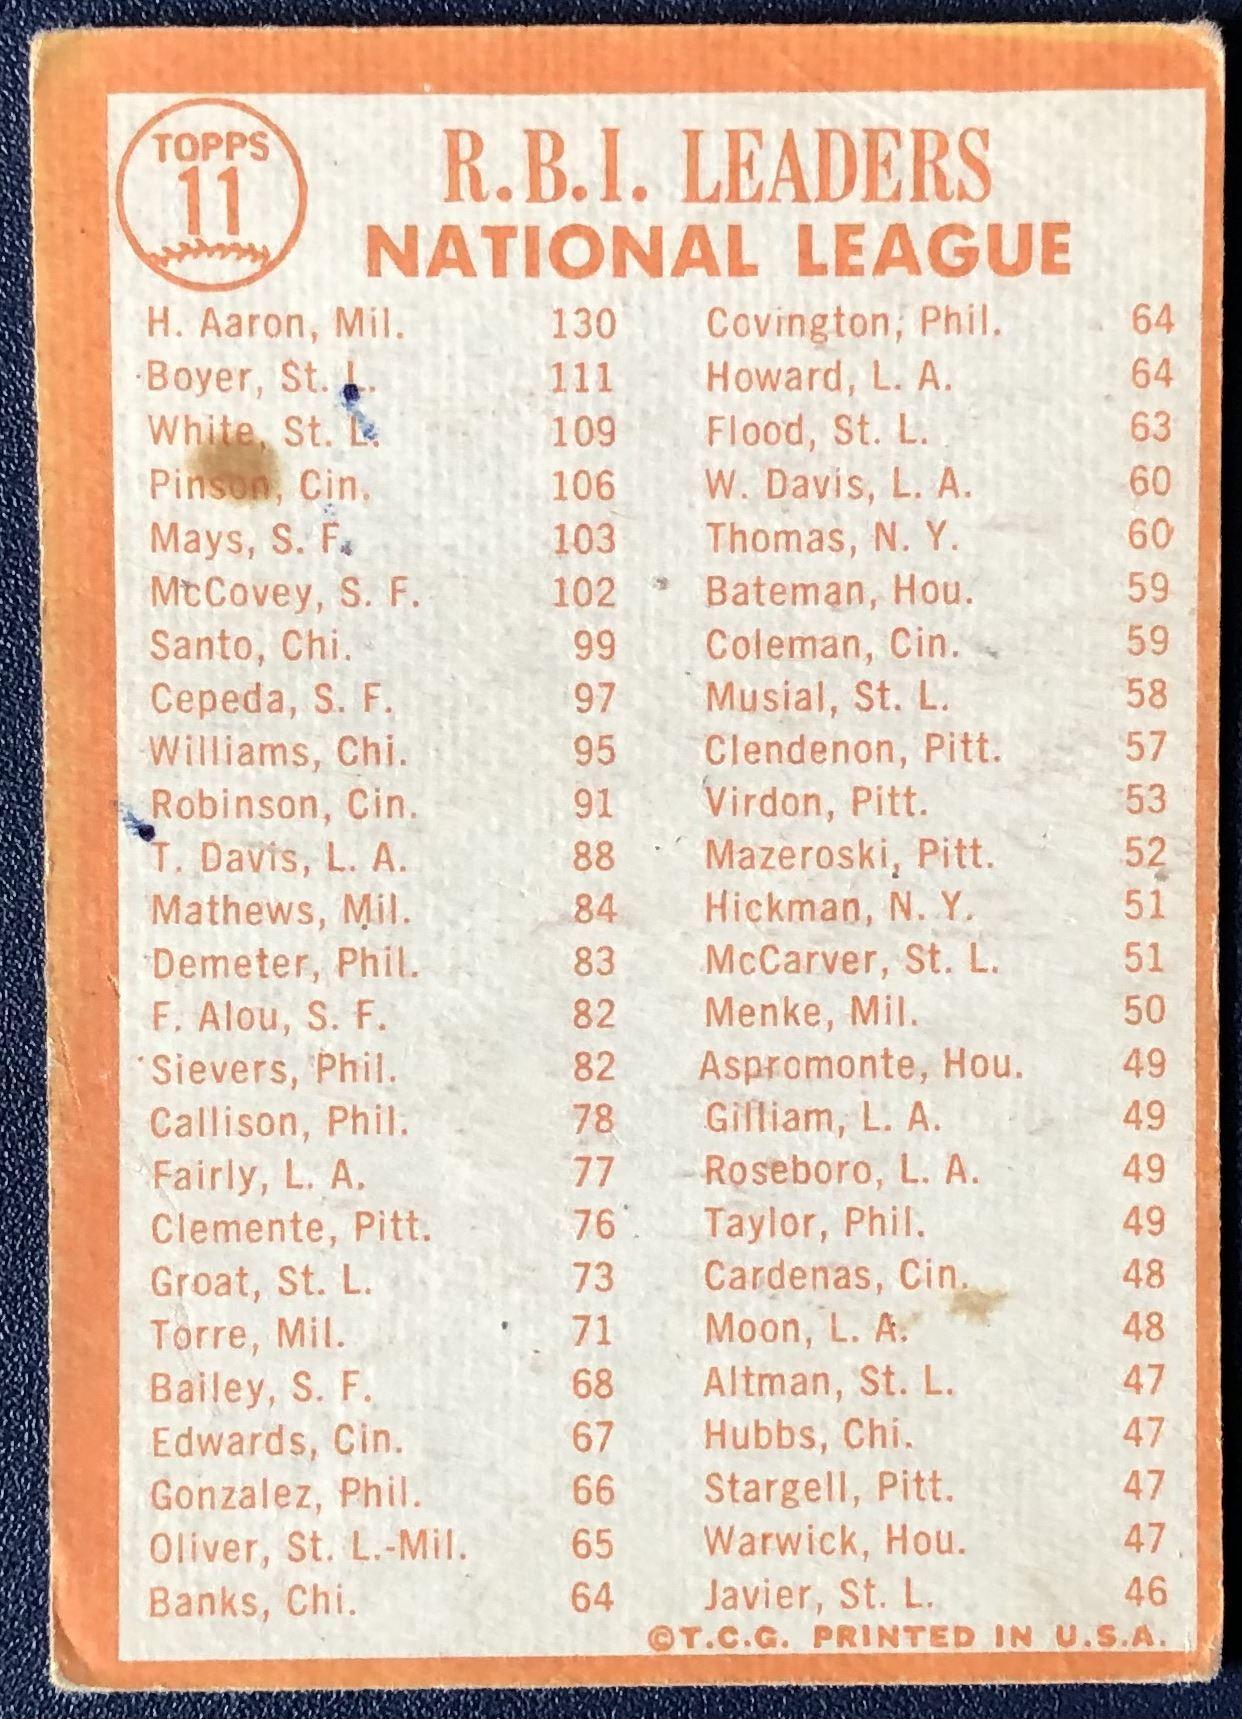 TOPPS
11
R.B.I. LEADERS
NATIONAL LEAGUE
H. Aaron, Mil. 130
Boyer, St. L. 111
White, St. L. 109
Pinson, Cin. 106
Mays, S. F. 103
McCovey, S. F. 102
Santo, Chi. 99
Cepeda, S. F. 97
Williams, Chi. 95
Robinson, Cin. 91
T. Davis, L. A. 88
Mathews, Mil. 84
Demeter, Phil. 83
F. Alou, S. F. 82
Sievers, Phil. 82
Callison, Phil. 78
Fairly, L. A. 77
Clemente, Pitt. 76
Groat, St. L. 73
Torre, Mil. 71
Bailey, S. F. 68
Edwards, Cin. 67
Gonzalez, Phil. 66
Oliver, St. L.-Mil. 65
Banks, Chi. 64
Covington, Phil. 64
Howard, L. A. 64
Flood, St. L. 63
W. Davis, L. A. 60
Thomas, N. Y. 60
Bateman, Hou. 59
Coleman, Cin. 59
Musial, St. L. 58
Clendenon, Pitt. 57
Virdon, Pitt. 53
Mazeroski, Pitt. 52
Hickman, N. Y. 51
McCarver, St. L. 51
Menke, Mil. 50
Aspromonte, Hou. 49
Gilliam, L. A. 49
Roseboro, L. A. 49
Taylor, Phil. 49
Cardenas, Cin. 48
Moon, L. A. 48
Altman, St. L. 47
Hubbs, Chi. 47
Stargell, Pitt. 47
Warwick, Hou. 47
Javier, St. L. 46
©T.C.G. PRINTED IN U.S.A.